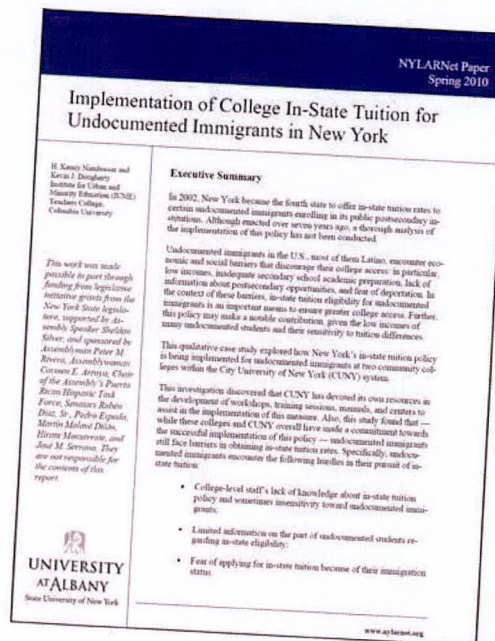 NYLARNet Paper
Spring 2010
Implementation of College In-State Tuition for
Undocumented Immigrants in New York
H. Kenny Nienhusser and
Kevin J. Dougherty
Institute for Urban and
Minority Education (IUME)
Teachers College,
Columbia University
This work was made
possible in part through
funding from legislative
initiative grants from the
New York State legisla-
ture, supported by As-
sembly Speaker Sheldon
Silver, and sponsored by
Assemblyman Peter M.
Rivera, Assemblywoman
Carmen E. Arroyo, Chair
of the Assembly's Puerto
Rican Hispanic Task
Force, Senators Rubén
Díaz, Sr., Pedro Espada,
Martin Malavé Dilán,
Hiram Monserrate, and
José M. Serrano. They
are not responsible for
the contents of this
report.
UNIVERSITY
AT ALBANY
State University of New York
Executive Summary
In 2002, New York became the fourth state to offer in-state tuition rates to
certain undocumented immigrants enrolling in its public postsecondary in-
stitutions. Although enacted over seven years ago, a thorough analysis of
the implementation of this policy has not been conducted.
Undocumented immigrants in the U.S., most of them Latino, encounter eco-
nomic and social barriers that discourage their college access: in particular,
low incomes, inadequate secondary school academic preparation, lack of
information about postsecondary opportunities, and fear of deportation. In
the context of these barriers, in-state tuition eligibility for undocumented
immigrants is an important means to ensure greater college access. Further,
this policy may make a notable contribution, given the low incomes of
many undocumented students and their sensitivity to tuition differences.
This qualitative case study explored how New York's in-state tuition policy
is being implemented for undocumented immigrants at two community col-
leges within the City University of New York (CUNY) system.
This investigation discovered that CUNY has devoted its own resources in
the development of workshops, training sessions, manuals, and centers to
assist in the implementation of this measure. Also, this study found that —
while these colleges and CUNY overall have made a commitment towards
the successful implementation of this policy — undocumented immigrants
still face barriers in obtaining in-state tuition rates. Specifically, undocu-
mented immigrants encounter the following hurdles in their pursuit of in-
state tuition:
• College-level staff's lack of knowledge about in-state tuition
policy and sometimes insensitivity toward undocumented immi-
grants;
• Limited information on the part of undocumented students re-
garding in-state eligibility;
• Fear of applying for in-state tuition because of their immigration
status.
www.nylarnet.org